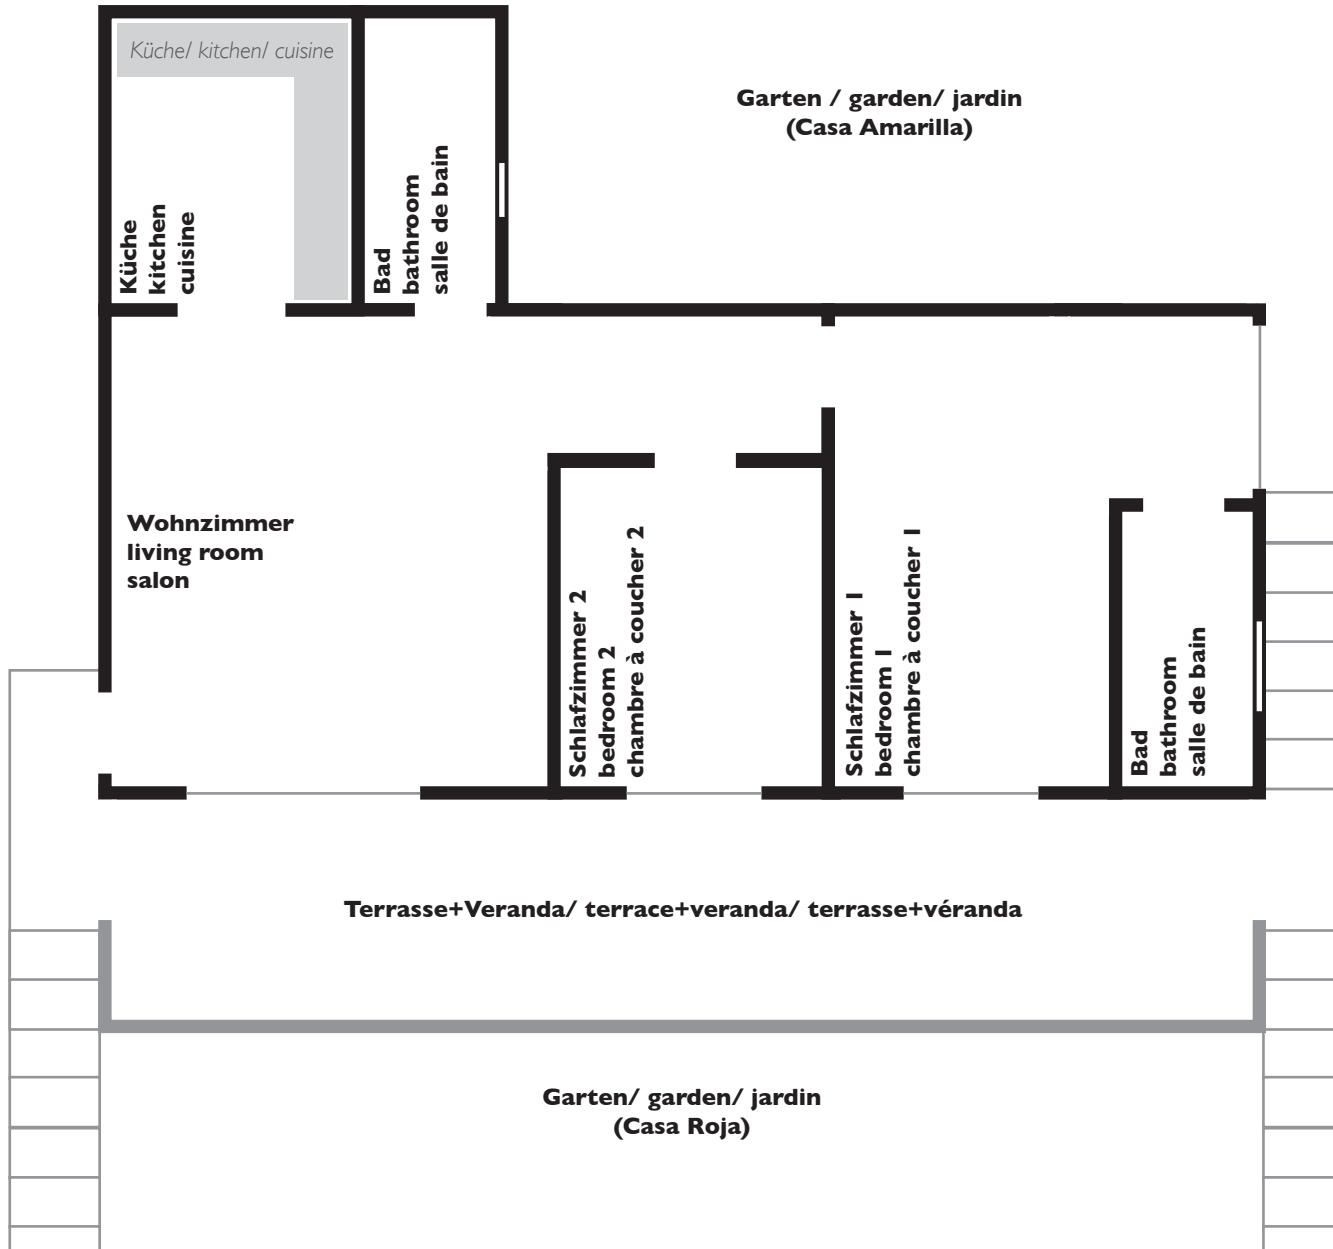 Küche/ kitchen/ cuisine
Garten / garden/ jardin
(Casa Amarilla)
Küche
kitchen
cuisine
Bad
bathroom
salle de bain
Wohnzimmer
living room
salon
Schlafzimmer 2
bedroom 2
chambre à coucher 2
Schlafzimmer 1
bedroom 1
chambre à coucher 1
Bad
bathroom
salle de bain
Terrasse+Veranda/ terrace+veranda/ terrasse+véranda
Garten/ garden/ jardin
(Casa Roja)